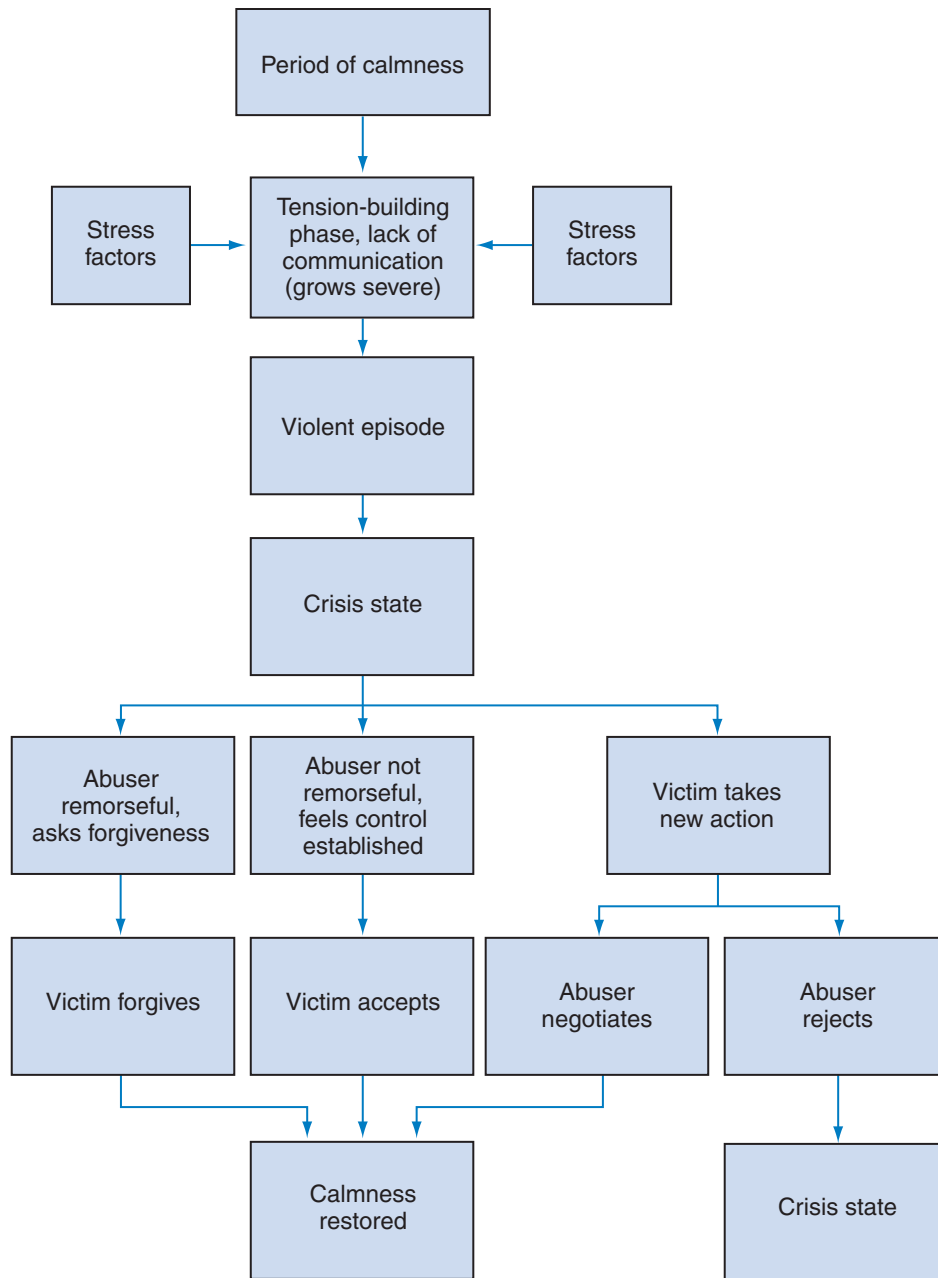 Period of calmness
Stress
factors
Tension-building
phase, lack of
communication
(grows severe)
Stress
factors
Violent episode
Crisis state
Abuser
remorseful,
asks forgiveness
Abuser not
remorseful,
feels control
established
Victim takes
new action
Victim forgives
Victim accepts
Abuser
negotiates
Abuser
rejects
Calmness
restored
Crisis state